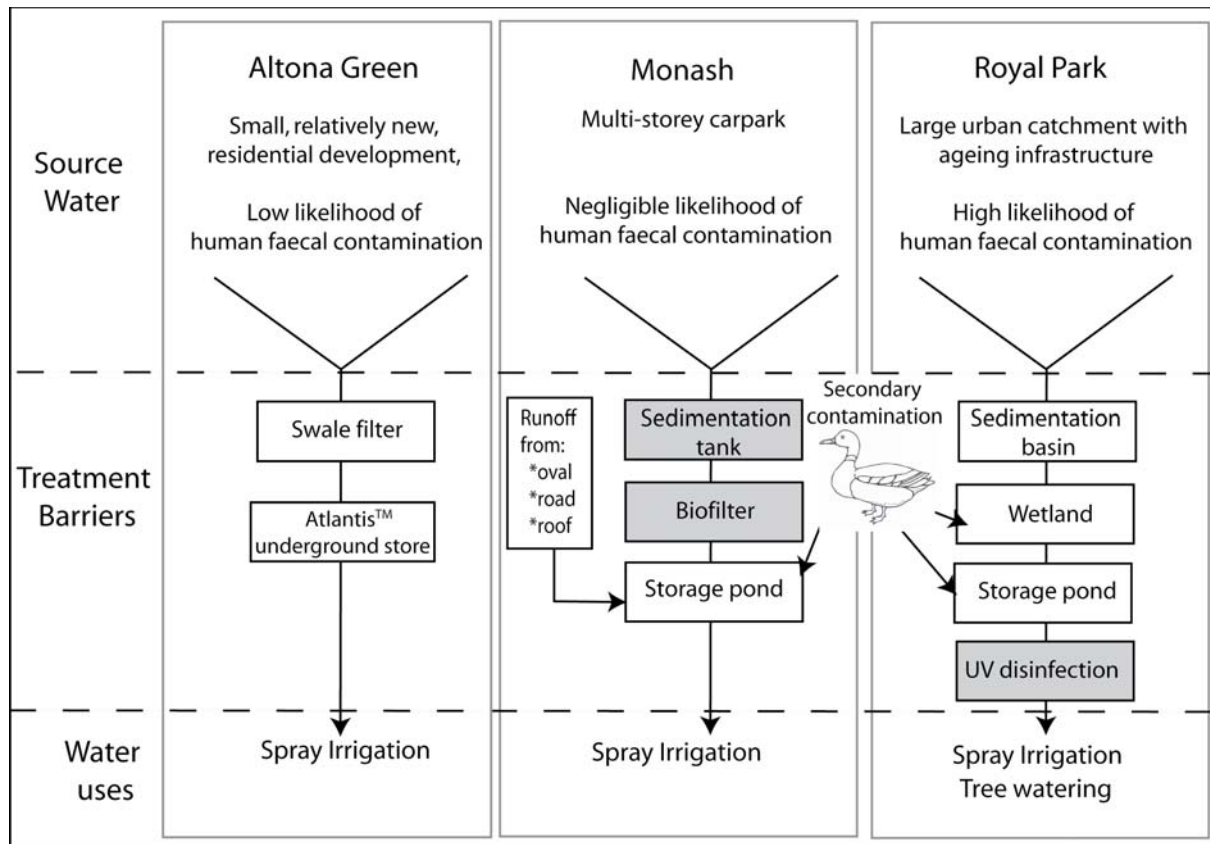 Altona Green
Monash
Royal Park
Source
Water
Small, relatively new,
residential development,
Low likelihood of
human faecal contamination
Multi-storey carpark
Negligible likelihood of
human faecal contamination
Large urban catchment with
ageing infrastructure
High likelihood of
human faecal contamination
Treatment
Barriers
Swale filter
Atlantis™
underground store
Runoff
from:
*oval
*road
*roof
Sedimentation
tank
Biofilter
Storage pond
Secondary
contamination
Sedimentation
basin
Wetland
Storage pond
UV disinfection
Water
uses
Spray Irrigation
Spray Irrigation
Spray Irrigation
Tree watering